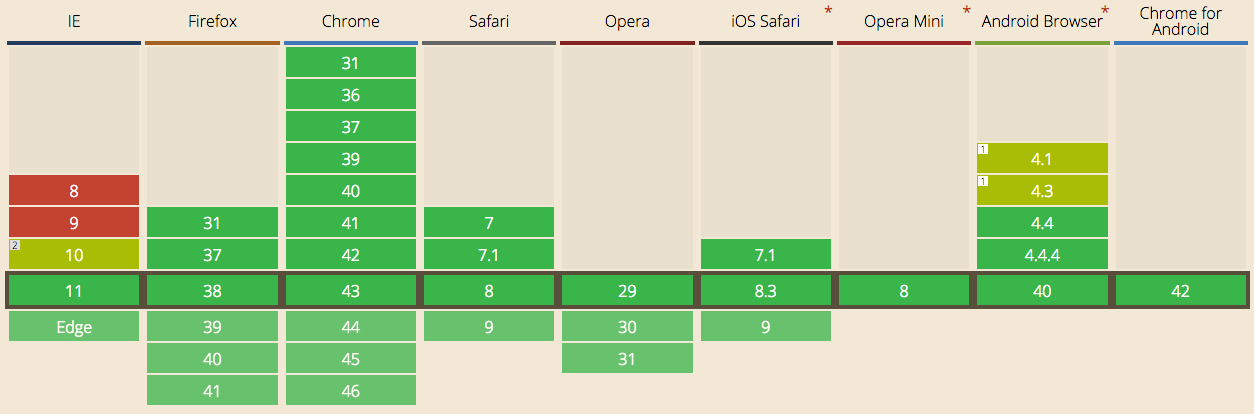 IE Firefox Chrome Safari Opera iOS Safari * Opera Mini * Android Browser * Chrome for Android
31
36
37
1 4.1
39
8 40 1 4.3
9 31 41 7 4.4
2 10 37 42 7.1 7.1 4.4.4
11 38 43 8 29 8.3 8 40 42
Edge 39 44 9 30 9
40 45 31
41 46